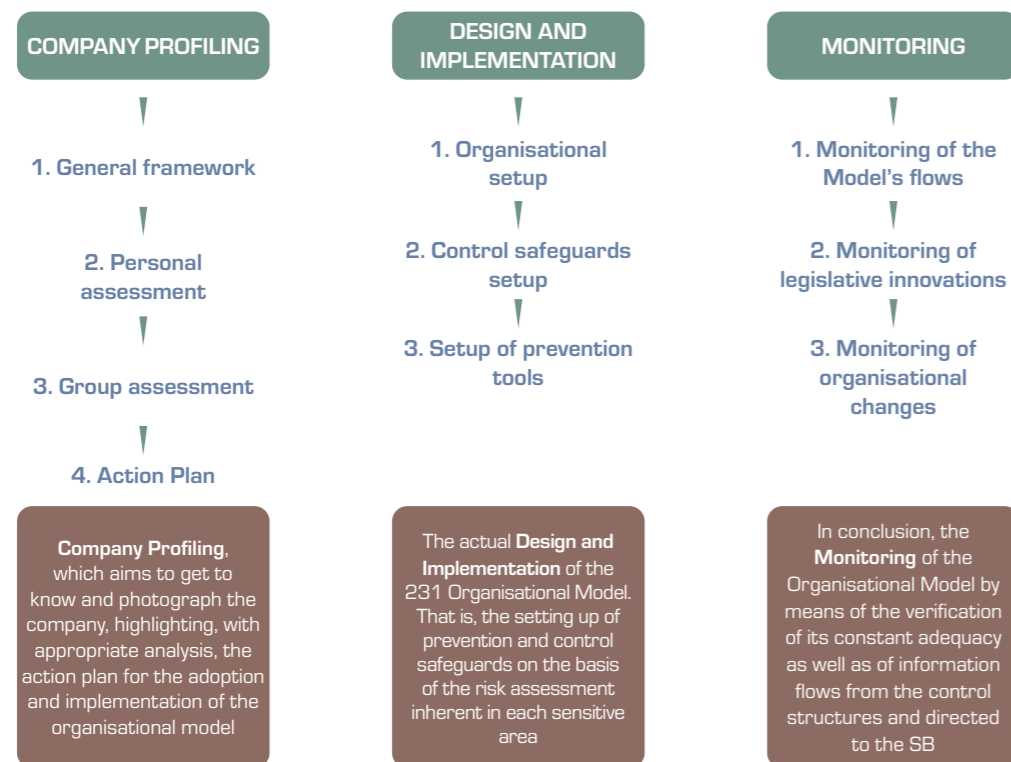 COMPANY PROFILING
1. General framework
2. Personal
assessment
3. Group assessment
4. Action Plan
Company Profiling,
which aims to get to
know and photograph the
company, highlighting, with
appropriate analysis, the
action plan for the adoption
and implementation of the
organisational model
DESIGN AND
IMPLEMENTATION
1. Organisational
setup
2. Control safeguards
setup
3. Setup of prevention
tools
The actual Design and
Implementation of the
231 Organisational Model.
That is, the setting up of
prevention and control
safeguards on the basis
of the risk assessment
inherent in each sensitive
area
MONITORING
1. Monitoring of the
Model's flows
2. Monitoring of
legislative innovations
3. Monitoring of
organisational
changes
In conclusion, the
Monitoring of the
Organisational Model by
means of the verification
of its constant adequacy
as well as of information
flows from the control
structures and directed
to the SB